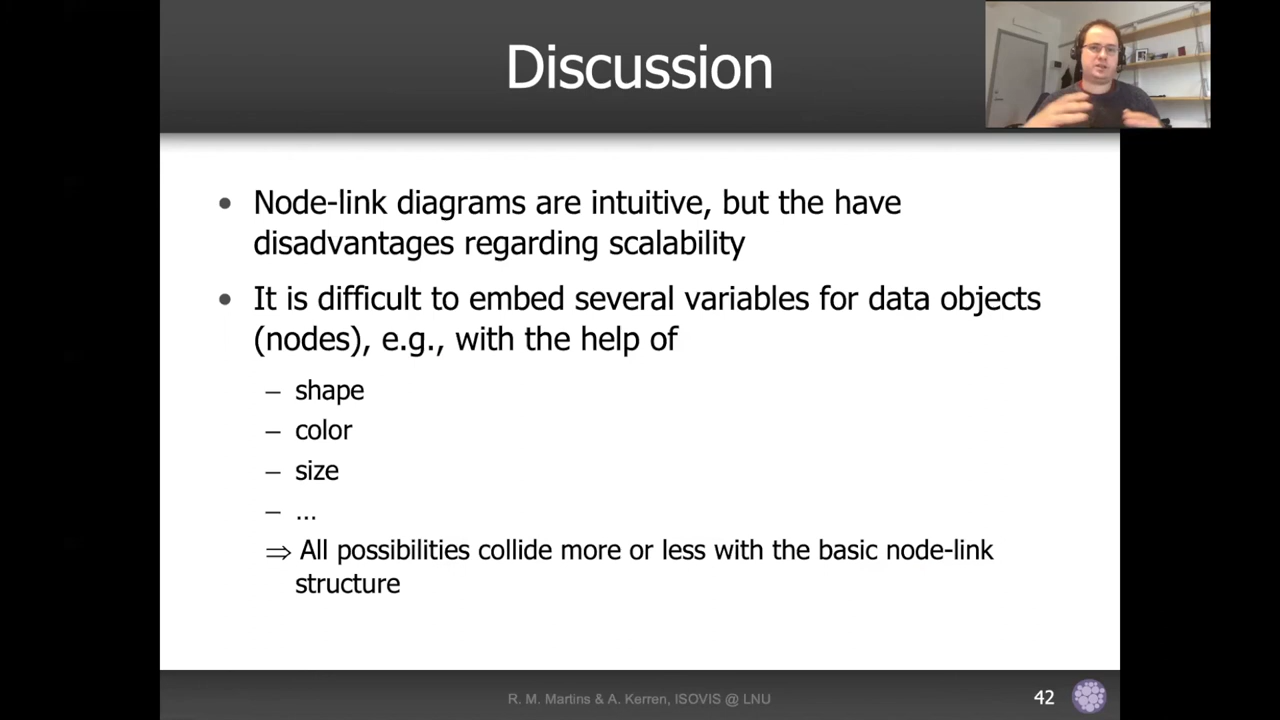 Discussion
• Node-link diagrams are intuitive, but the have
disadvantages regarding scalability
• It is difficult to embed several variables for data objects
(nodes), e.g., with the help of
– shape
– color
– size
– ...
⇒ All possibilities collide more or less with the basic node-link
structure
R. M. Martins & A. Kerren, ISOVIS @ LNU
42